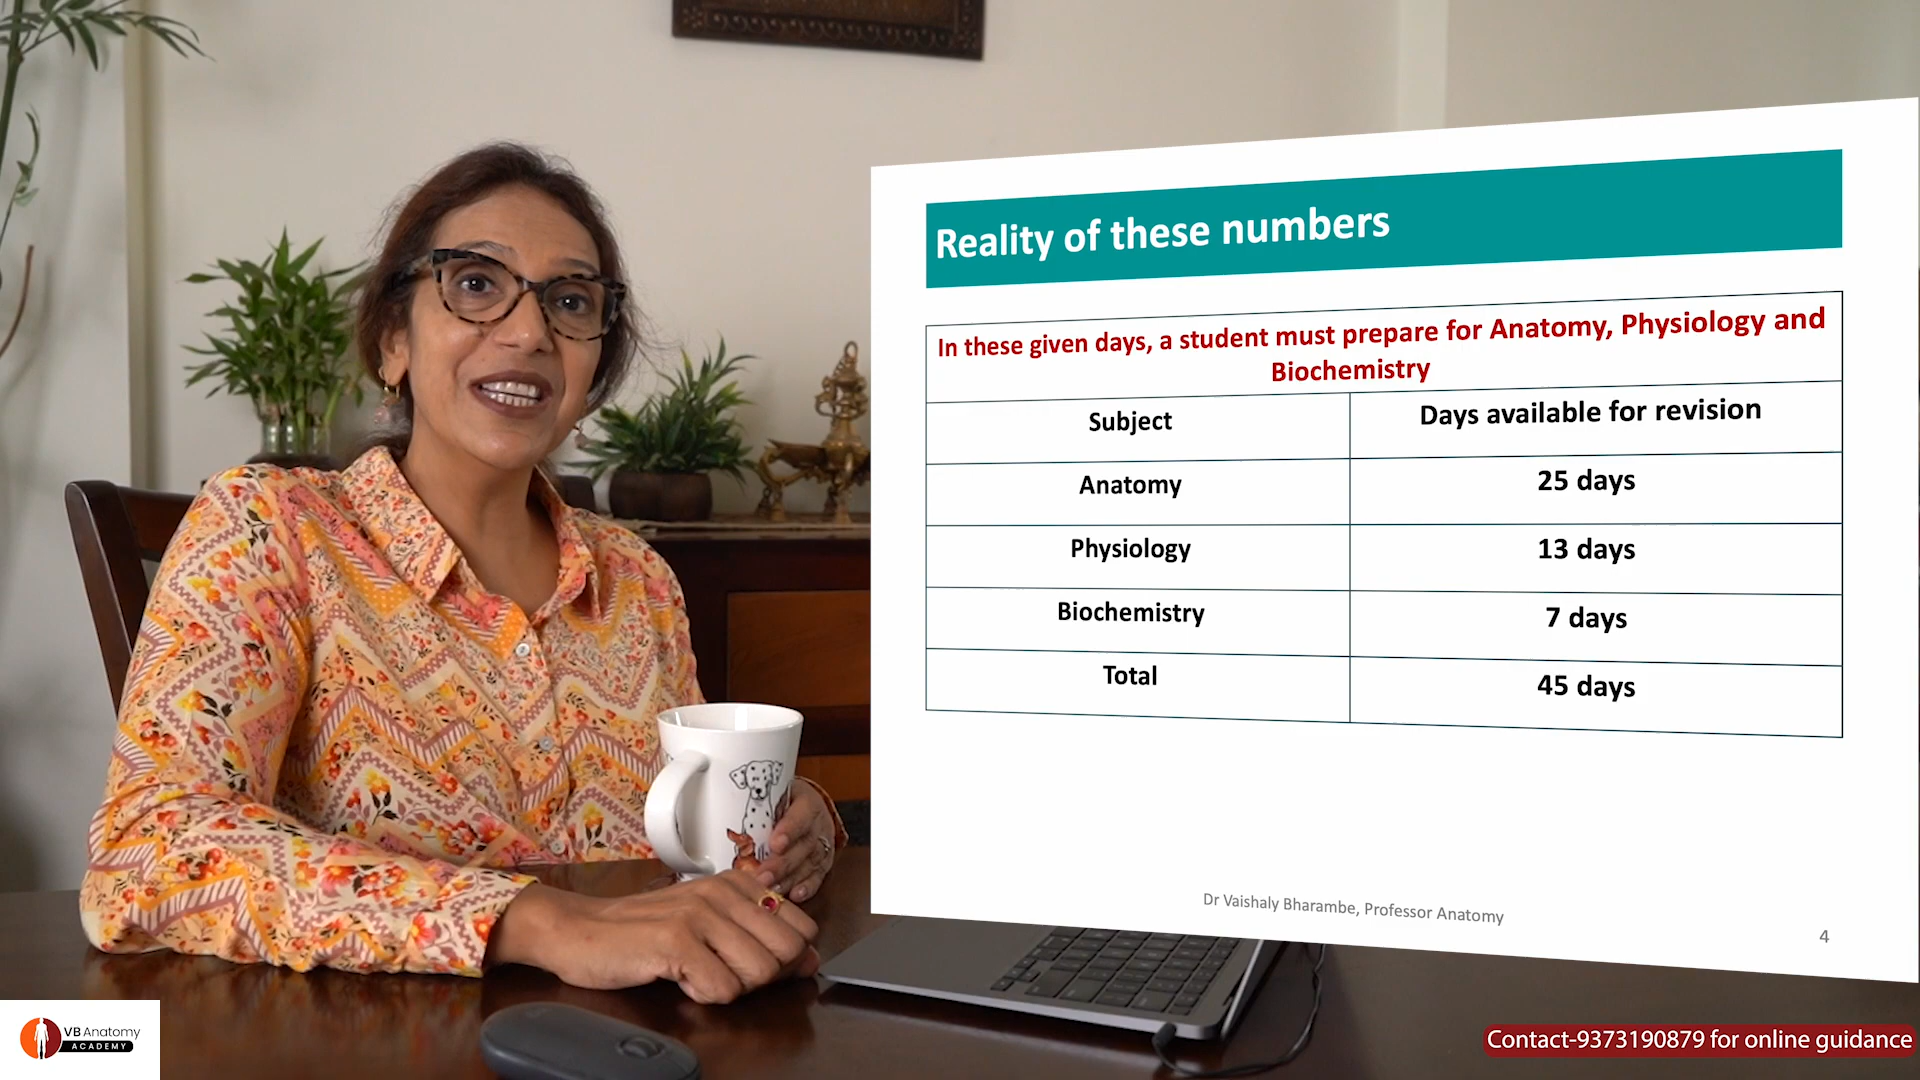 Reality of these numbers
In these given days, a student must prepare for Anatomy, Physiology and
Biochemistry
Subject
Days available for revision
Anatomy
25 days
Physiology
13 days
Biochemistry
7 days
Total
45 days
Dr Vaishaly Bharambe, Professor Anatomy
4
VB Anatomy
ACADEMY
Contact-9373190879 for online guidance